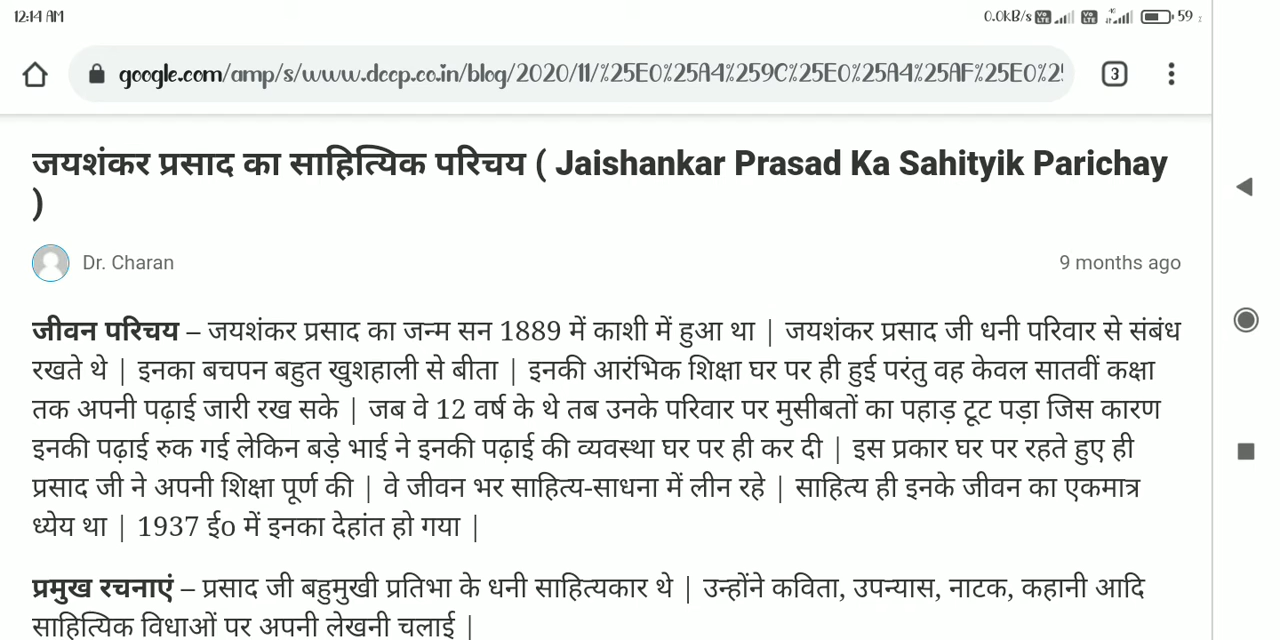 12:14 AM
0.0kB/s
59
google.com/amp/s/www.dccp.co.in/blog/2020/11/%25E0%25A4%259C%25E0%25A4%25AF%25E0%2
3
जयशंकर प्रसाद का साहित्यिक परिचय ( Jaishankar Prasad Ka Sahityik Parichay
)
Dr. Charan
9 months ago
जीवन परिचय – जयशंकर प्रसाद का जन्म सन 1889 में काशी में हुआ था | जयशंकर प्रसाद जी धनी परिवार से संबंध
रखते थे | इनका बचपन बहुत खुशहाली से बीता | इनकी आरंभिक शिक्षा घर पर ही हुई परंतु वह केवल सातवीं कक्षा
तक अपनी पढ़ाई जारी रख सके | जब वे 12 वर्ष के थे तब उनके परिवार पर मुसीबतों का पहाड़ टूट पड़ा जिस कारण
इनकी पढ़ाई रुक गई लेकिन बड़े भाई ने इनकी पढ़ाई की व्यवस्था घर पर ही कर दी | इस प्रकार घर पर रहते हुए ही
प्रसाद जी ने अपनी शिक्षा पूर्ण की | वे जीवन भर साहित्य-साधना में लीन रहे | साहित्य ही इनके जीवन का एकमात्र
ध्येय था | 1937 ईo में इनका देहांत हो गया |
प्रमुख रचनाएं – प्रसाद जी बहुमुखी प्रतिभा के धनी साहित्यकार थे | उन्होंने कविता, उपन्यास, नाटक, कहानी आदि
साहित्यिक विधाओं पर अपनी लेखनी चलाई |